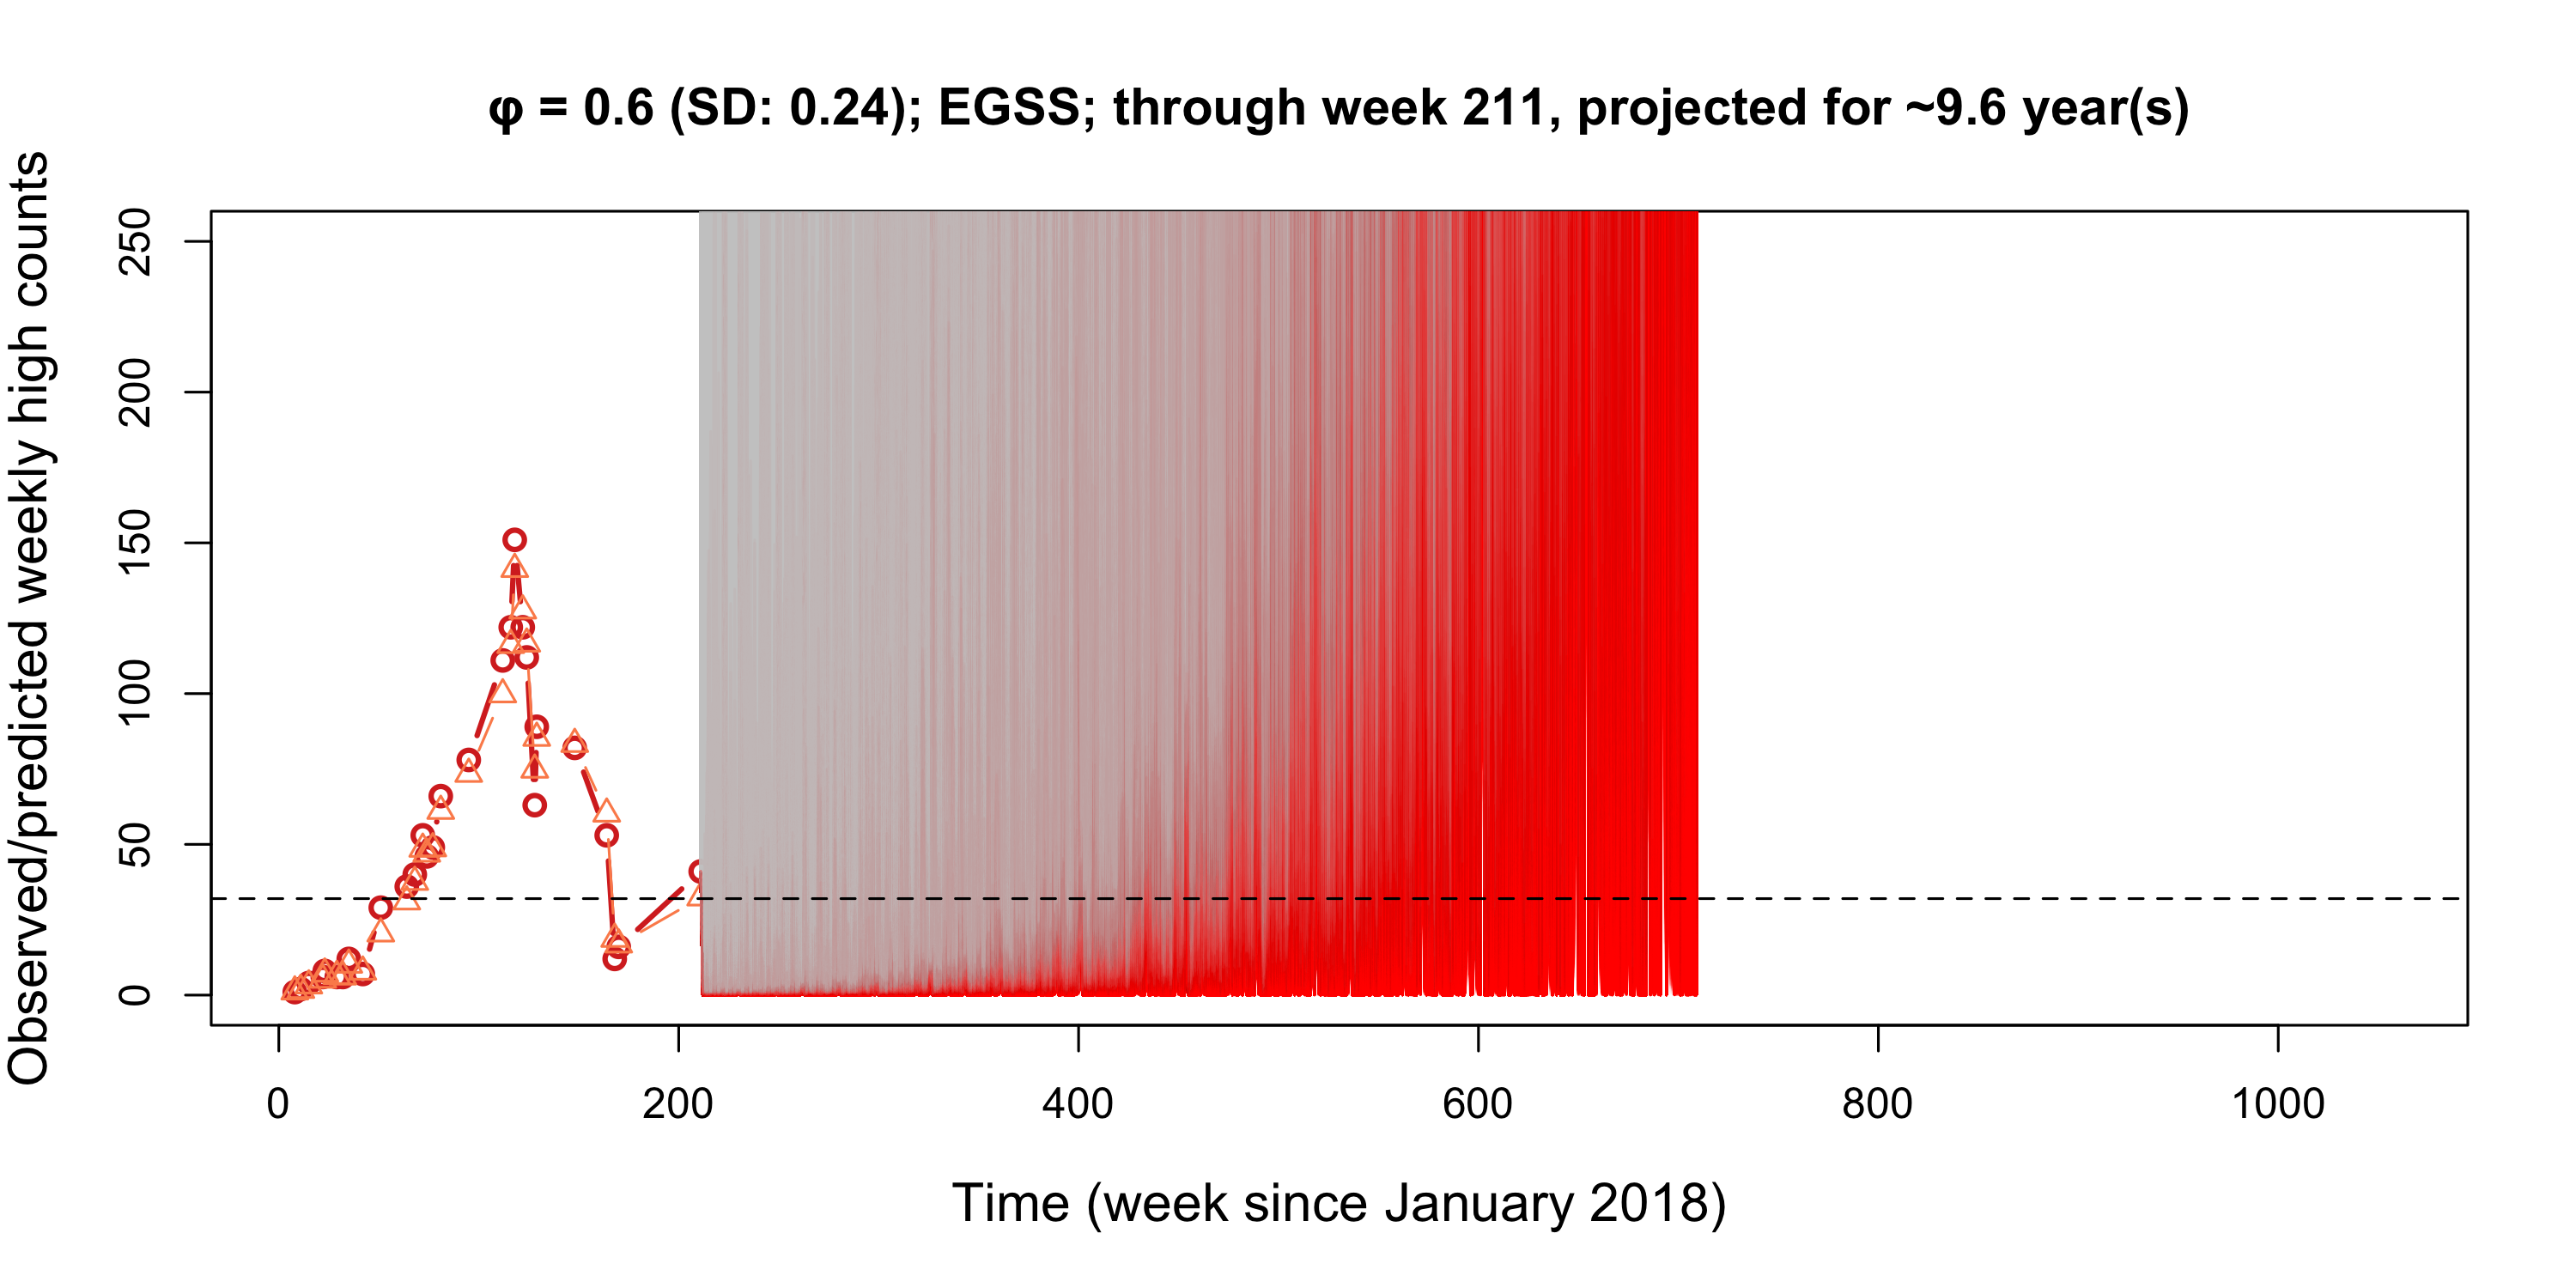 φ = 0.6 (SD: 0.24); EGSS; through week 211, projected for ~9.6 year(s)
Observed/predicted weekly high counts
250
200
150
100
50
0
0 200 400 600 800 1000
Time (week since January 2018)